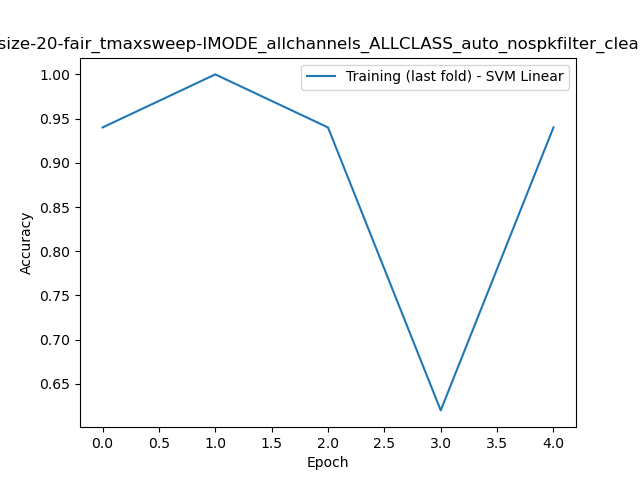 size-20-fair_tmaxsweep-IMODE_allchannels_ALLCLASS_auto_nospkfilter_clea
Training (last fold) - SVM Linear
1.00
0.95
0.90
0.85
0.80
0.75
0.70
0.65
Accuracy
0.0 0.5 1.0 1.5 2.0 2.5 3.0 3.5 4.0
Epoch